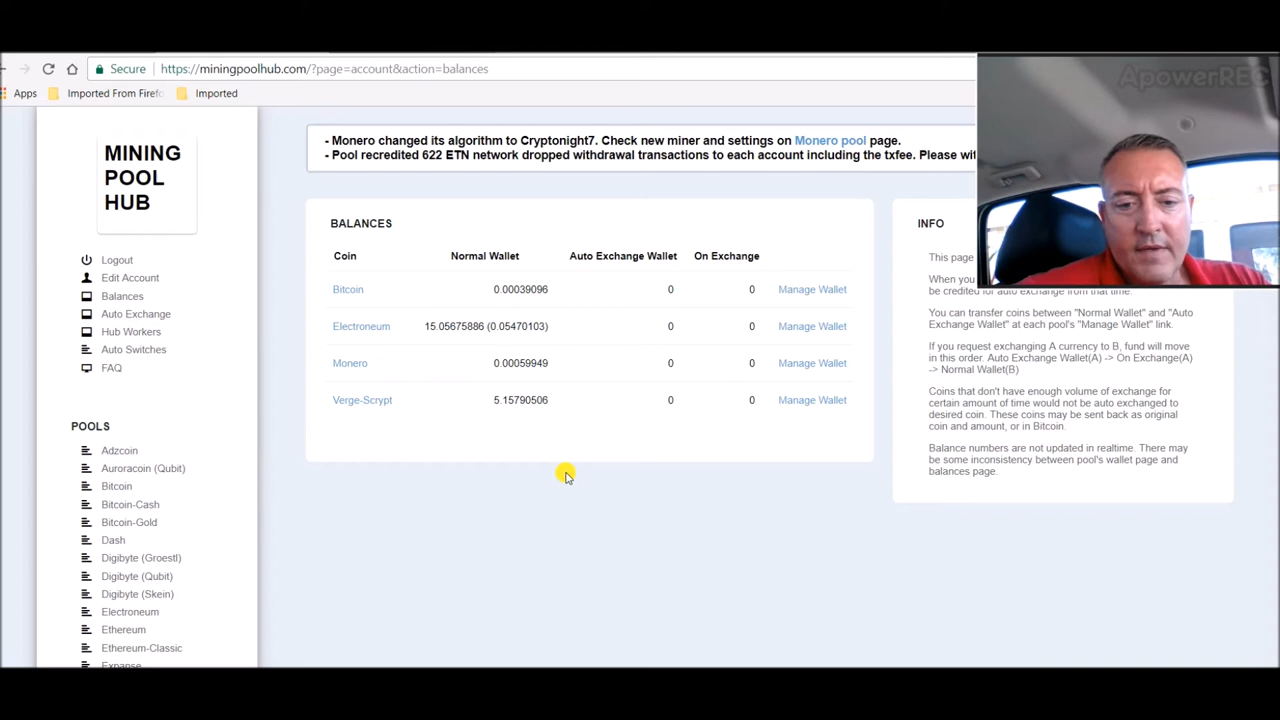 Secure https://miningpoolhub.com/?page=account&action=balances
Apps Imported From Firefo Imported
ApowerREC
MINING
POOL
HUB
Logout
Edit Account
Balances
Auto Exchange
Hub Workers
Auto Switches
FAQ
POOLS
Adzcoin
Auroracoin (Qubit)
Bitcoin
Bitcoin-Cash
Bitcoin-Gold
Dash
Digibyte (Groestl)
Digibyte (Qubit)
Digibyte (Skein)
Electroneum
Ethereum
Ethereum-Classic
Expanse
- Monero changed its algorithm to Cryptonight7. Check new miner and settings on Monero pool page.
- Pool recredited 622 ETN network dropped withdrawal transactions to each account including the txfee. Please wit
BALANCES
Coin Normal Wallet Auto Exchange Wallet On Exchange
Bitcoin 0.00039096 0 0 Manage Wallet
Electroneum 15.05675886 (0.05470103) 0 0 Manage Wallet
Monero 0.00059949 0 0 Manage Wallet
Verge-Scrypt 5.15790506 0 0 Manage Wallet
INFO
This page
When you
be credited for auto exchange from that time.
You can transfer coins between "Normal Wallet" and "Auto
Exchange Wallet" at each pool's "Manage Wallet" link.
If you request exchanging A currency to B, fund will move
in this order. Auto Exchange Wallet(A) -> On Exchange(A)
-> Normal Wallet(B)
Coins that don't have enough volume of exchange for
certain amount of time would not be auto exchanged to
desired coin. These coins may be sent back as original
coin and amount, or in Bitcoin.
Balance numbers are not updated in realtime. There may
be some inconsistency between pool's wallet page and
balances page.